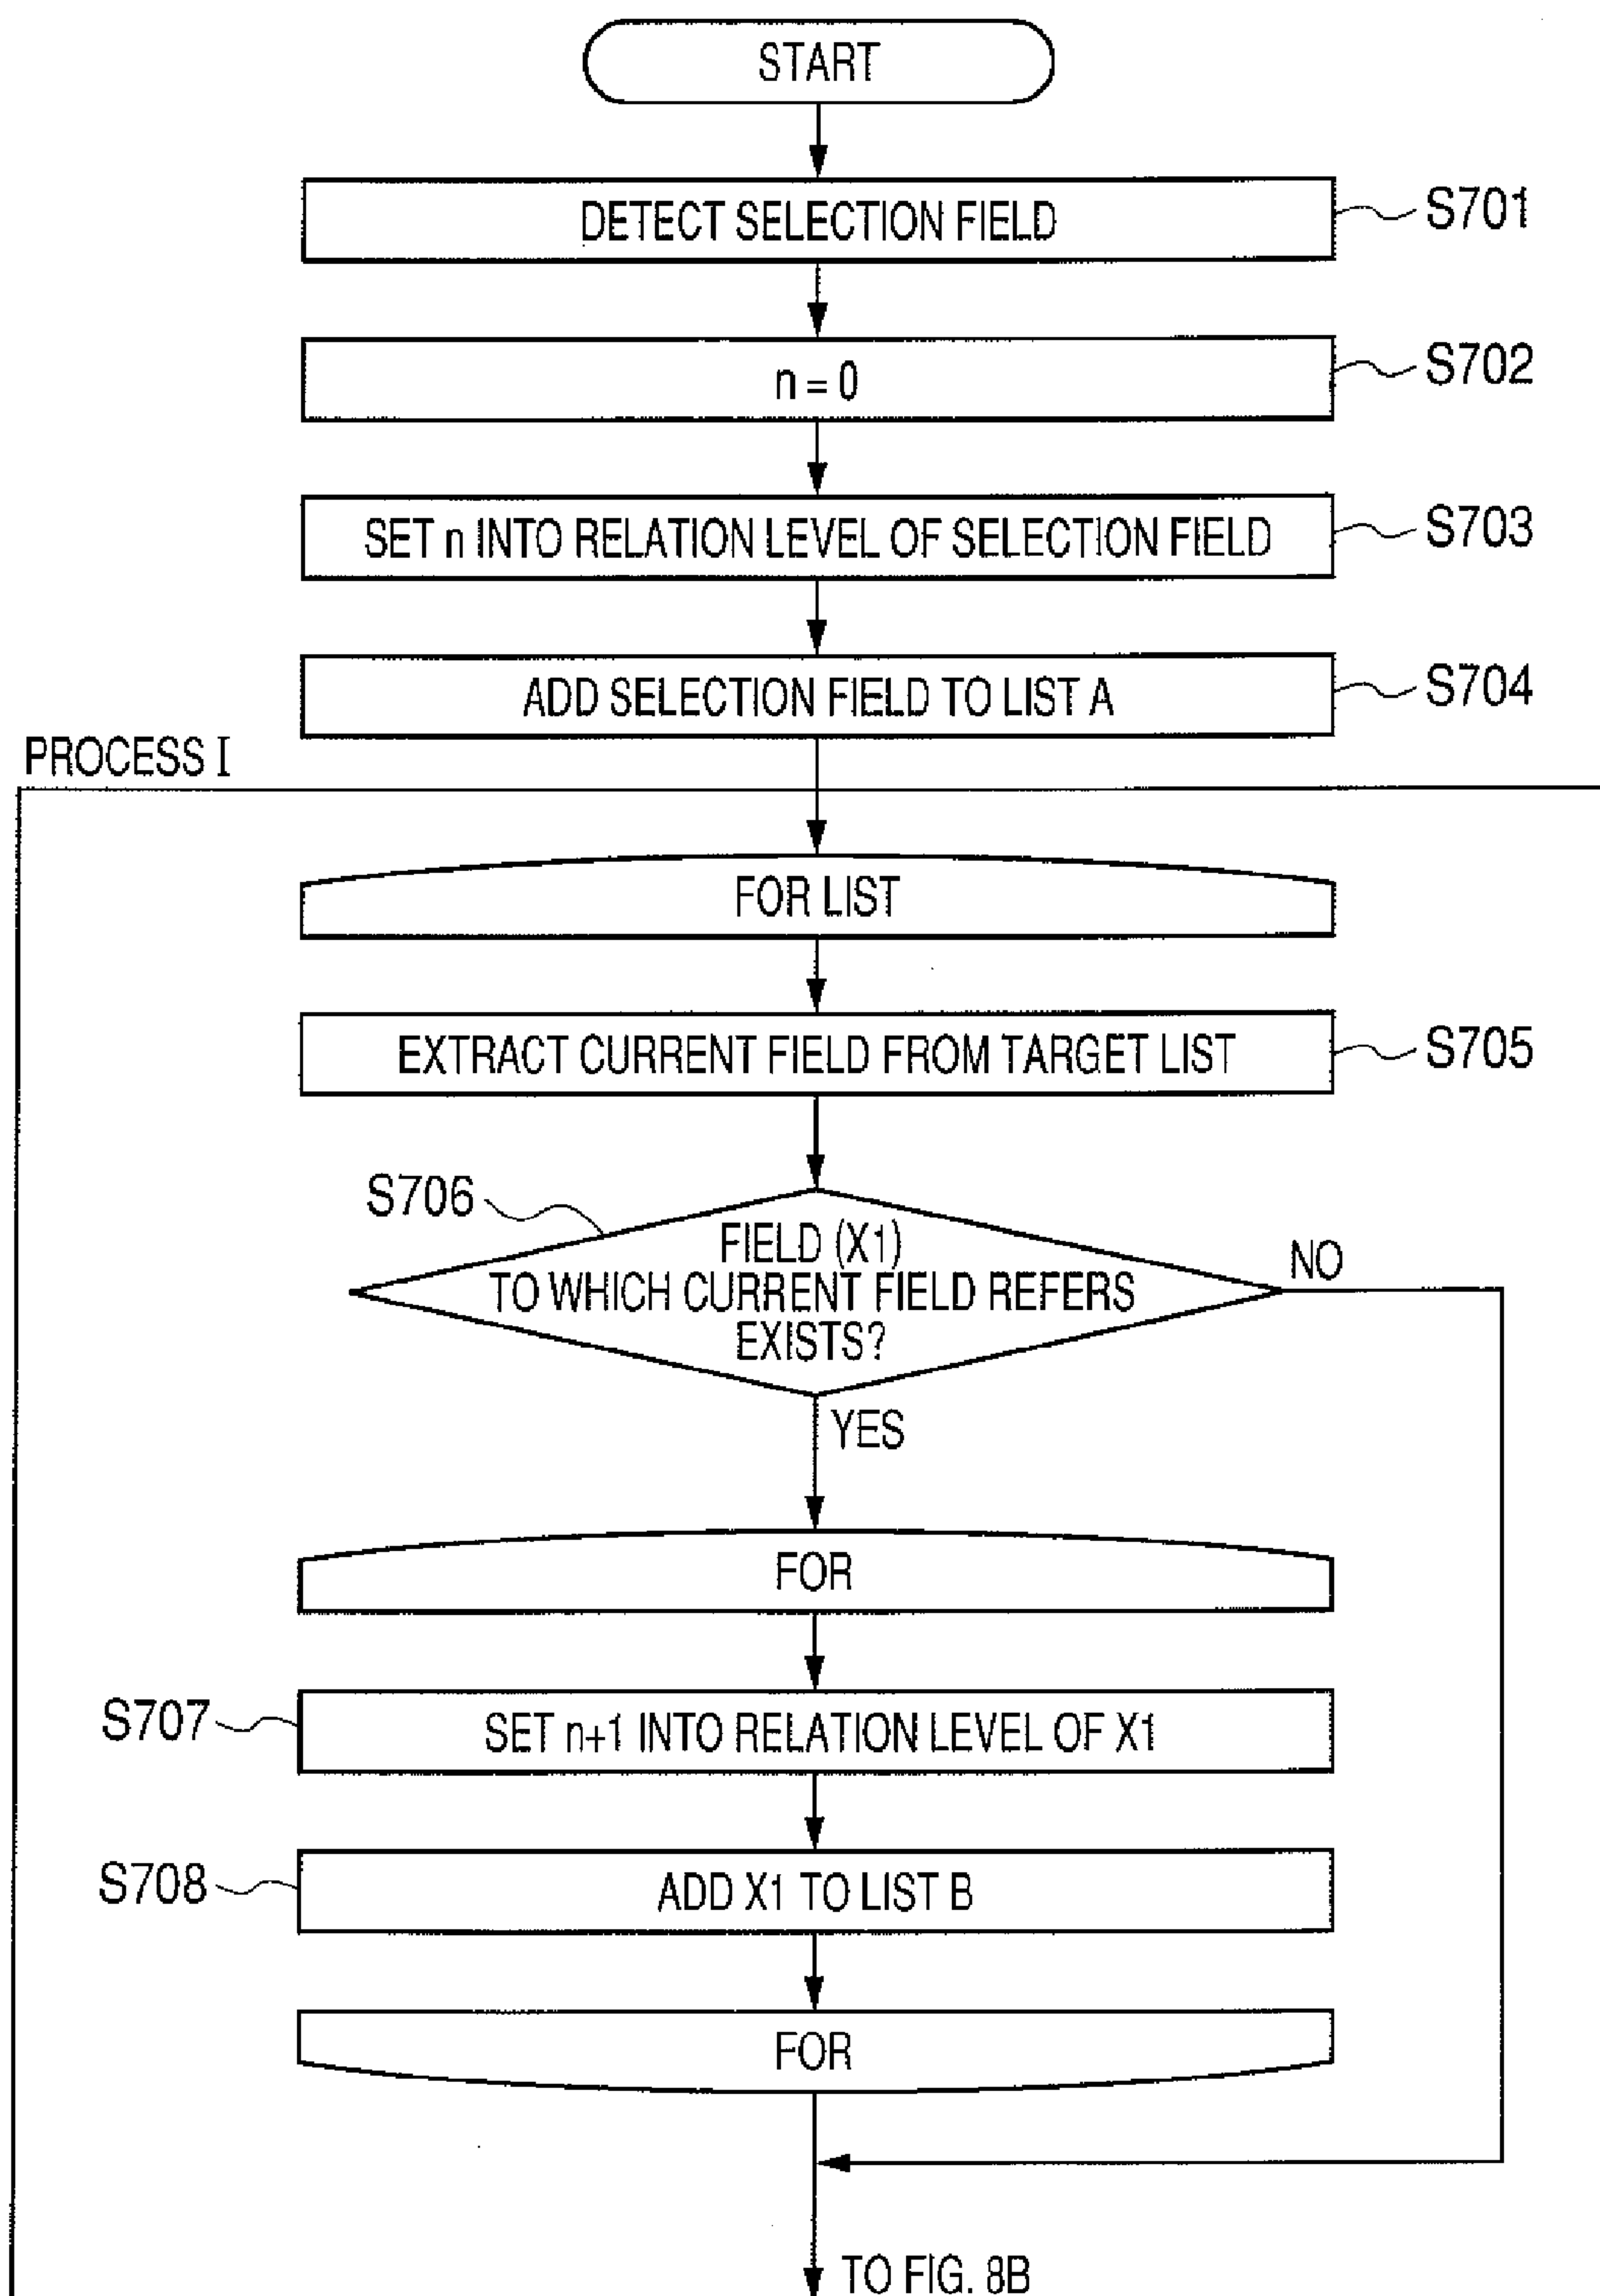 START
DETECT SELECTION FIELD
S701
n = 0
S702
SET n INTO RELATION LEVEL OF SELECTION FIELD
S703
ADD SELECTION FIELD TO LIST A
S704
PROCESS I
FOR LIST
EXTRACT CURRENT FIELD FROM TARGET LIST
S705
S706
FIELD (X1)
TO WHICH CURRENT FIELD REFERS
EXISTS?
NO
YES
FOR
S707
SET n+1 INTO RELATION LEVEL OF X1
S708
ADD X1 TO LIST B
FOR
TO FIG. 8B